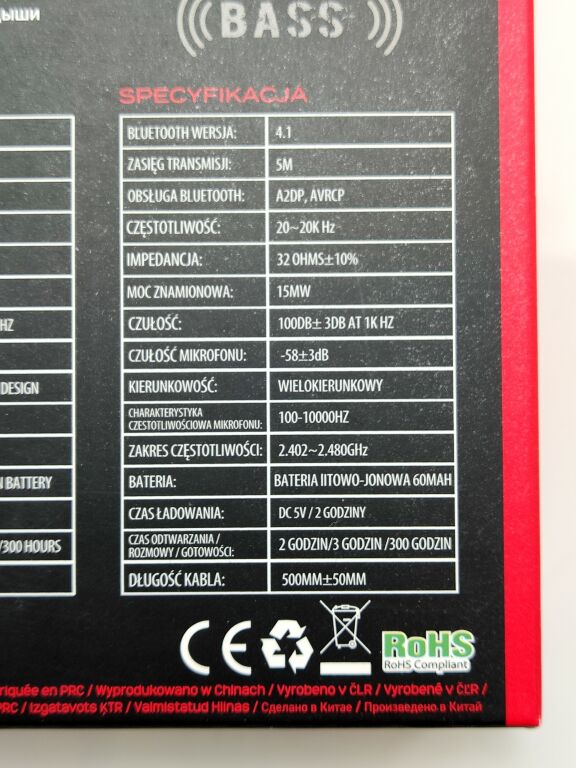 ДЫШИ
BASS
SPECYFIKACJA
BLUETOOTH WERSJA: 4.1
ZASIĘG TRANSMISJI: 5M
OBSŁUGA BLUETOOTH: A2DP, AVRCP
CZĘSTOTLIWOŚĆ: 20~20K Hz
IMPEDANCJA: 32 OHMS±10%
MOC ZNAMIONOWA: 15MW
HZ
CZUŁOŚĆ: 100DB± 3DB AT 1K HZ
CZUŁOŚĆ MIKROFONU: -58±3dB
DESIGN
KIERUNKOWOŚĆ: WIELOKIERUNKOWY
CHARAKTERYSTYKA
CZESTOTLIWOŚCIOWA MIKROFONU: 100-10000HZ
ZAKRES CZĘSTOTLIWOŚCI: 2.402~2.480GHz
N BATTERY
BATERIA: BATERIA IITOWO-JONOWA 60MAH
CZAS ŁADOWANIA: DC 5V / 2 GODZINY
/300 HOURS
CZAS ODTWARZANIA /
ROZMOWY / GOTOWOŚCI: 2 GODZIN/3 GODZIN /300 GODZIN
DŁUGOŚĆ KABLA: 500MM±50MM
CE
RoHS
RoHS Compliant
riquée en PRC / Wyprodukowano w Chinach / Vyrobeno v ČLR / Vyrobené v ČĽR /
PRC / Izgatavots ĶTR / Valmistatud Hiinas / Сделано в Китае / Произведено в Китай